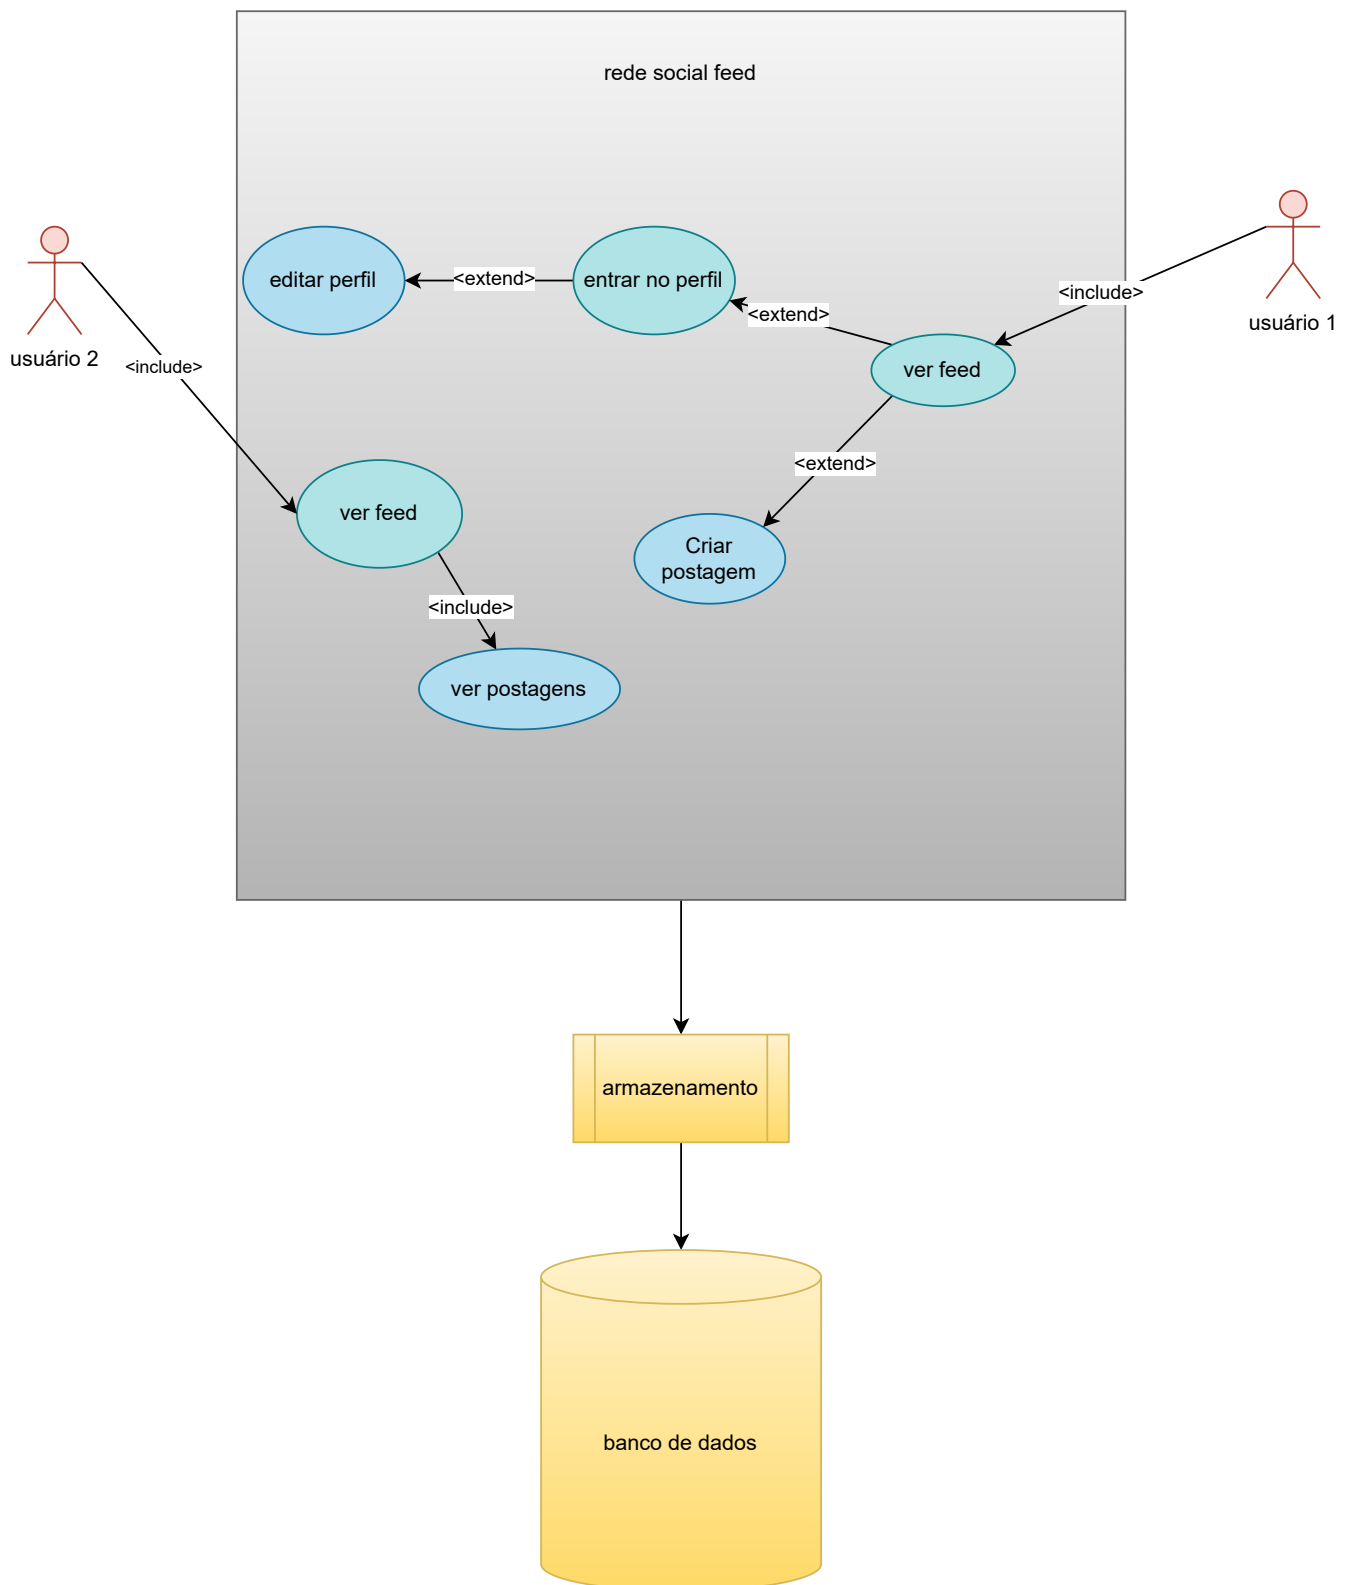 rede social feed
editar perfil
<extend>
entrar no perfil
<extend>
<include>
usuário 1
usuário 2
<include>
ver feed
<extend>
ver feed
Criar
postagem
<include>
ver postagens
armazenamento
banco de dados